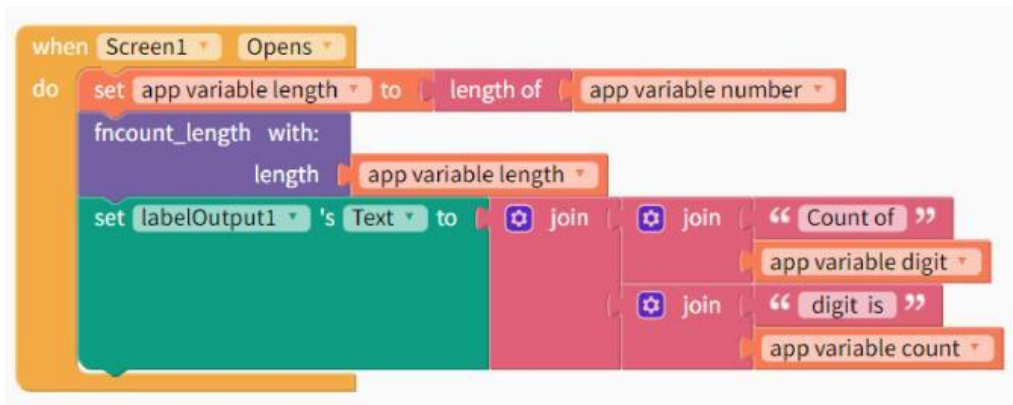 when Screen1 Opens
do set app variable length to length of app variable number
fncount_length with:
length app variable length
set labelOutput1 's Text to join join “ Count of ”
app variable digit
join “ digit is ”
app variable count